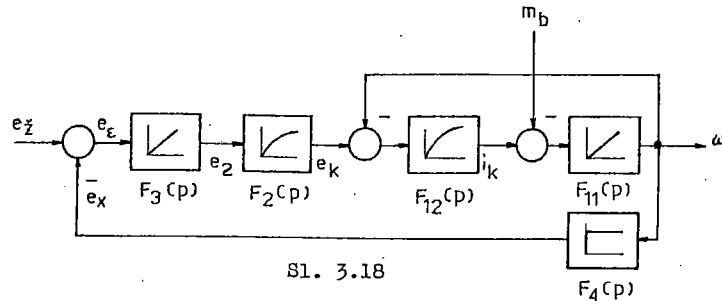 m_b
e_ž
e_ε
e_2
e_k
i_k
ω
F_3(p)
F_2(p)
F_12(p)
F_11(p)
e_x
F_4(p)
Sl. 3.18